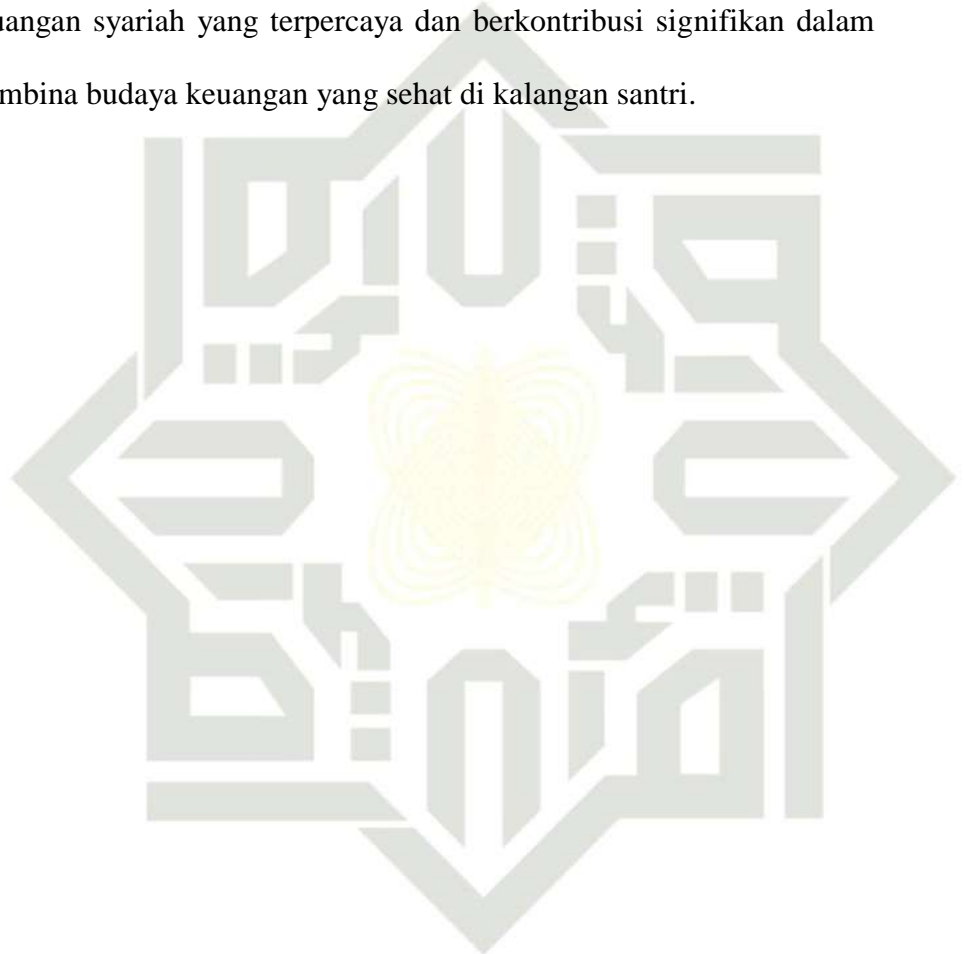 uangan syariah yang terpercaya dan berkontribusi signifikan dalam
mbina budaya keuangan yang sehat di kalangan santri.